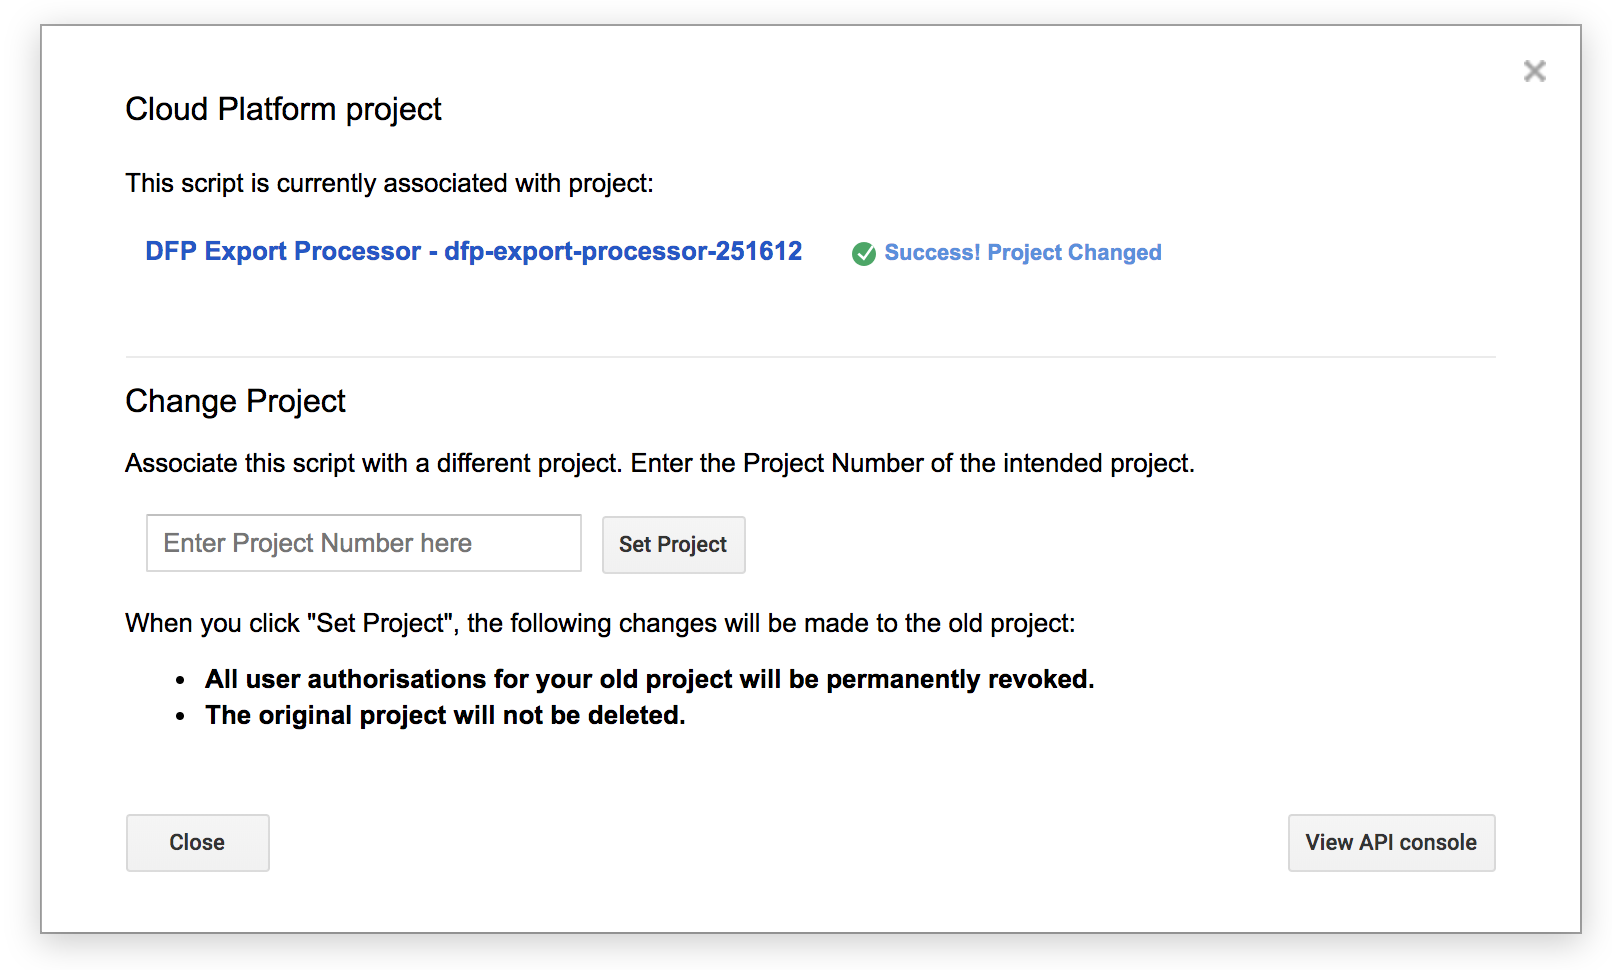 Cloud Platform project
This script is currently associated with project:
DFP Export Processor - dfp-export-processor-251612 Success! Project Changed
Change Project
Associate this script with a different project. Enter the Project Number of the intended project.
Enter Project Number here Set Project
When you click "Set Project", the following changes will be made to the old project:
• All user authorisations for your old project will be permanently revoked.
• The original project will not be deleted.
Close View API console